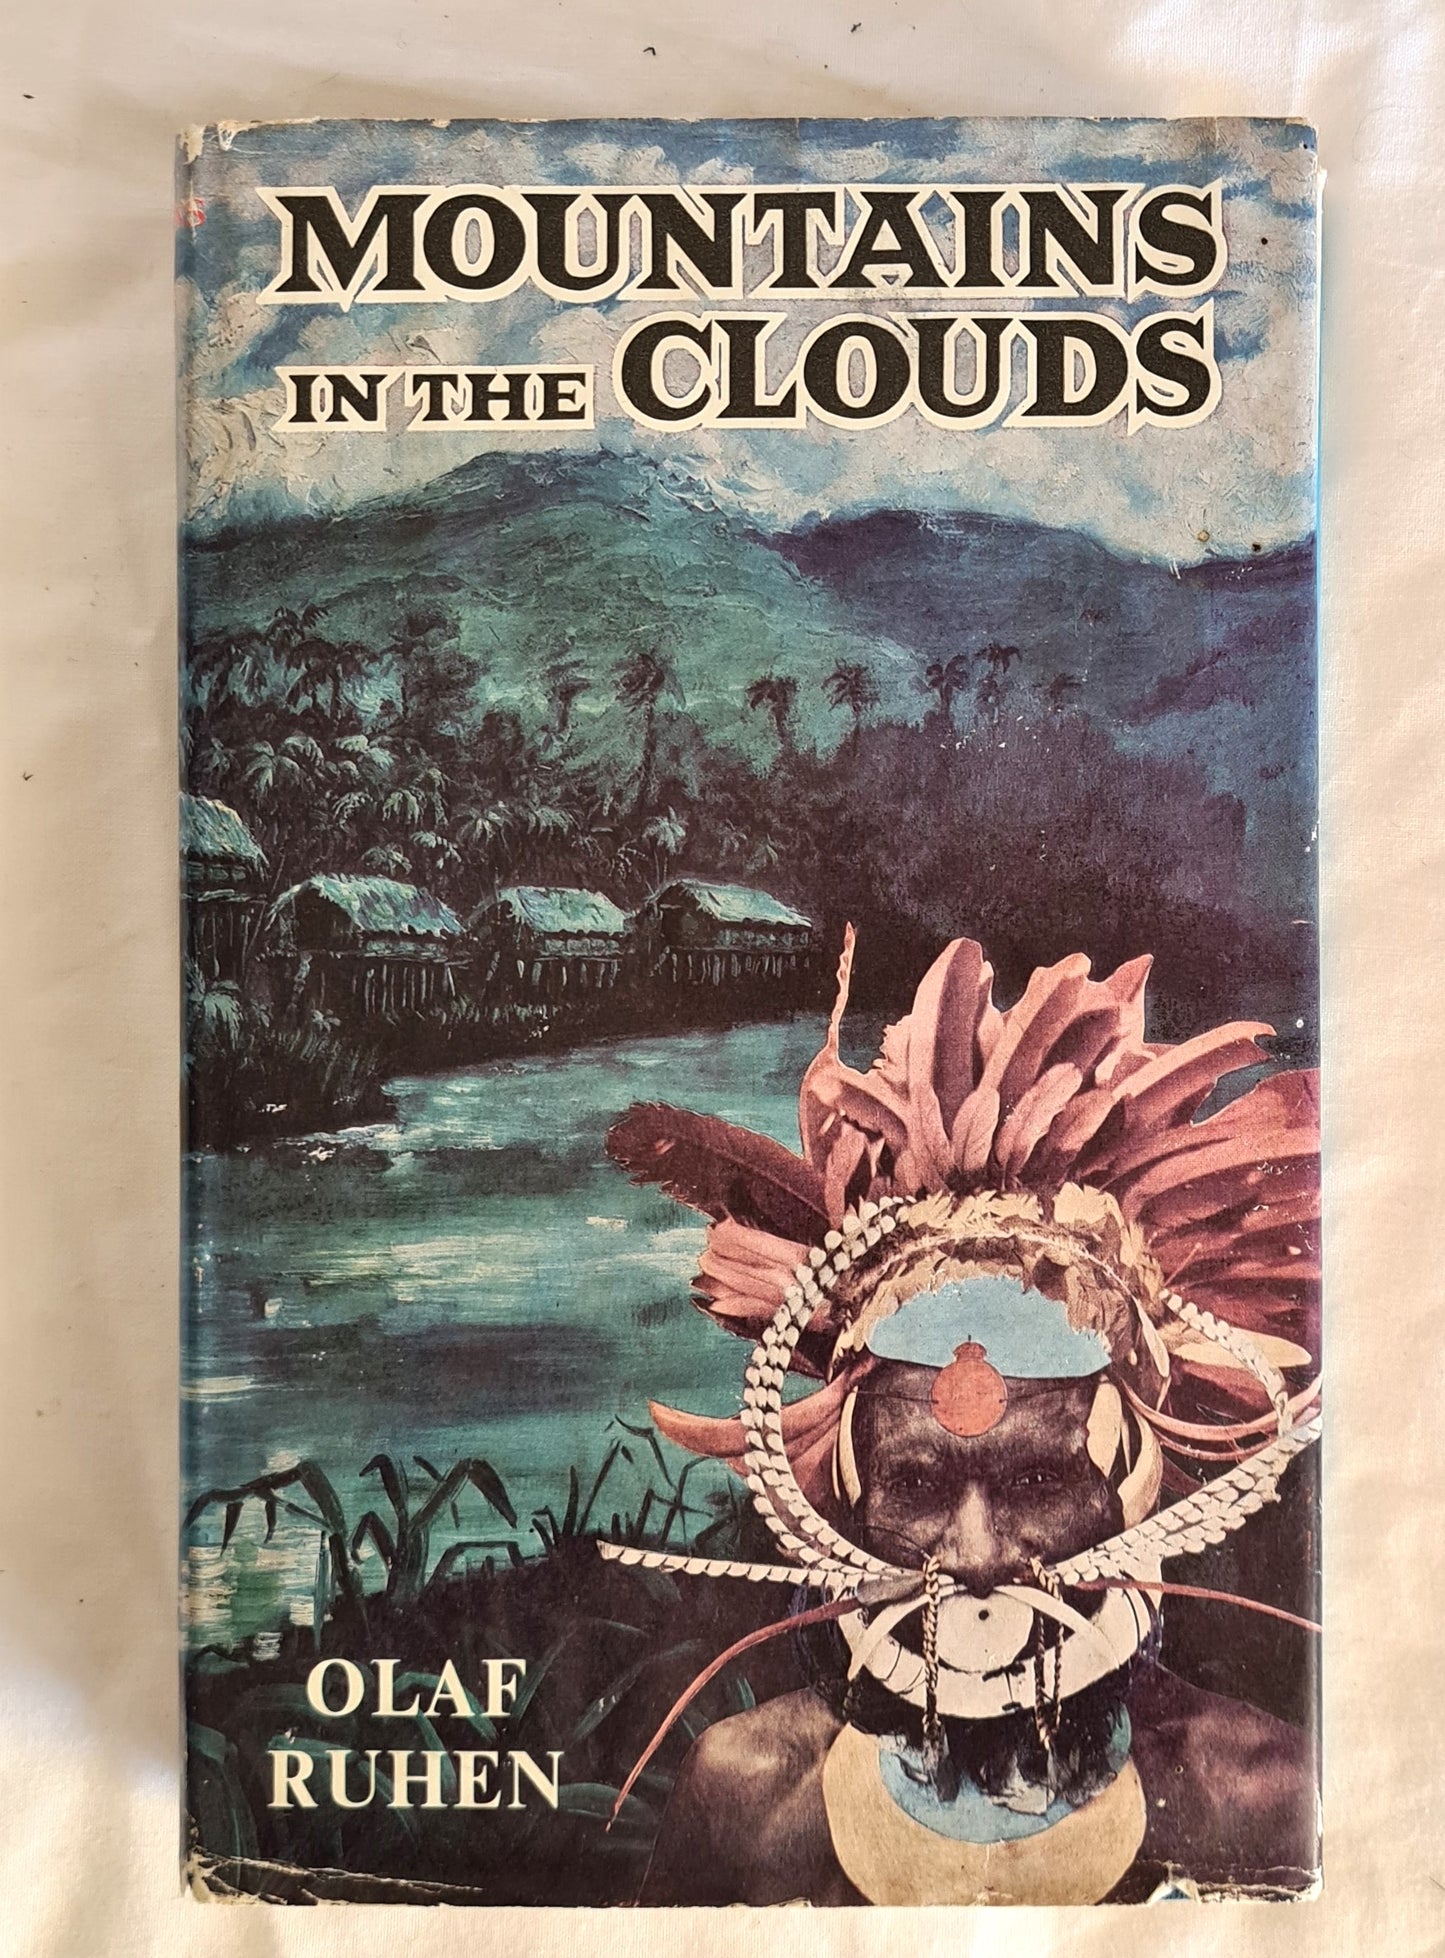 MOUNTAINS
IN THE CLOUDS
OLAF
RUHEN